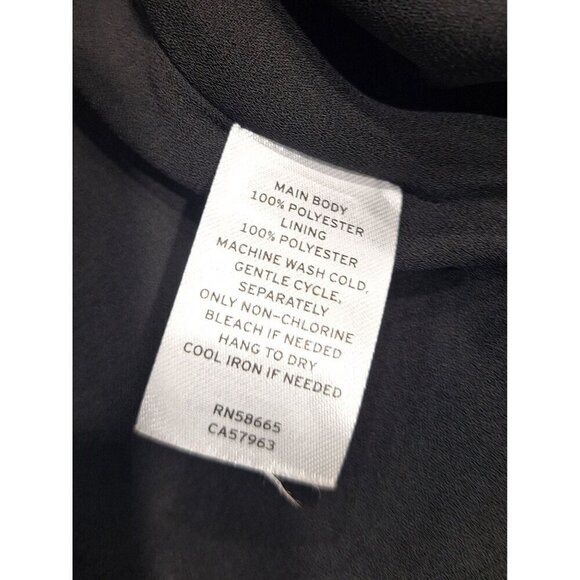 MAIN BODY
100% POLYESTER
LINING
100% POLYESTER
MACHINE WASH COLD,
GENTLE CYCLE,
SEPARATELY
ONLY NON-CHLORINE
BLEACH IF NEEDED
HANG TO DRY
COOL IRON IF NEEDED
RN58665
CA57963